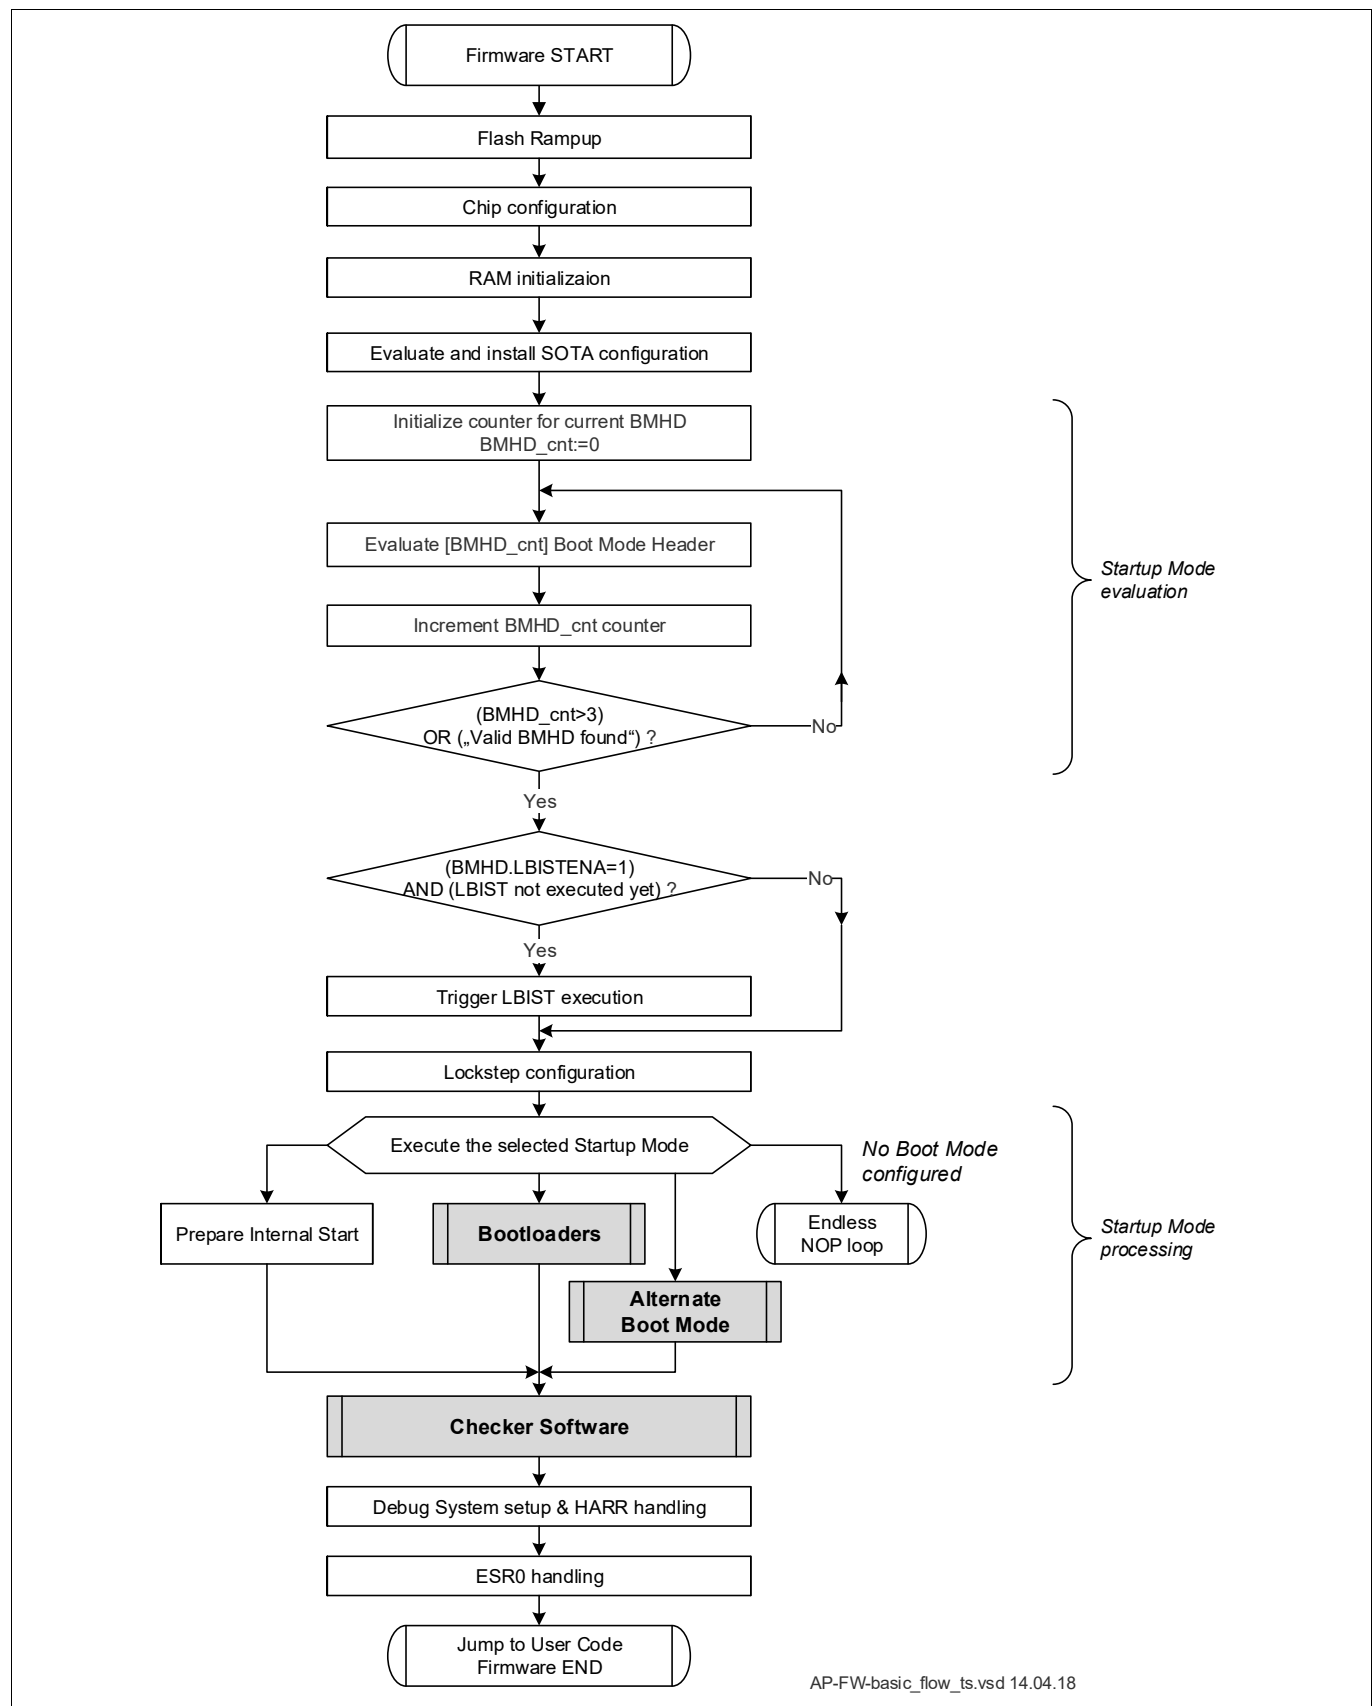 Firmware START
Flash Rampup
Chip configuration
RAM initializaion
Evaluate and install SOTA configuration
Initialize counter for current BMHD
BMHD_cnt:=0
Evaluate [BMHD_cnt] Boot Mode Header
Startup Mode
evaluation
Increment BMHD_cnt counter
(BMHD_cnt>3)
OR („Valid BMHD found“) ?
No
Yes
(BMHD.LBISTENA=1)
AND (LBIST not executed yet) ?
No
Yes
Trigger LBIST execution
Lockstep configuration
Execute the selected Startup Mode
No Boot Mode
configured
Prepare Internal Start
Bootloaders
Endless
NOP loop
Startup Mode
processing
Alternate
Boot Mode
Checker Software
Debug System setup & HARR handling
ESR0 handling
Jump to User Code
Firmware END
AP-FW-basic_flow_ts.vsd 14.04.18